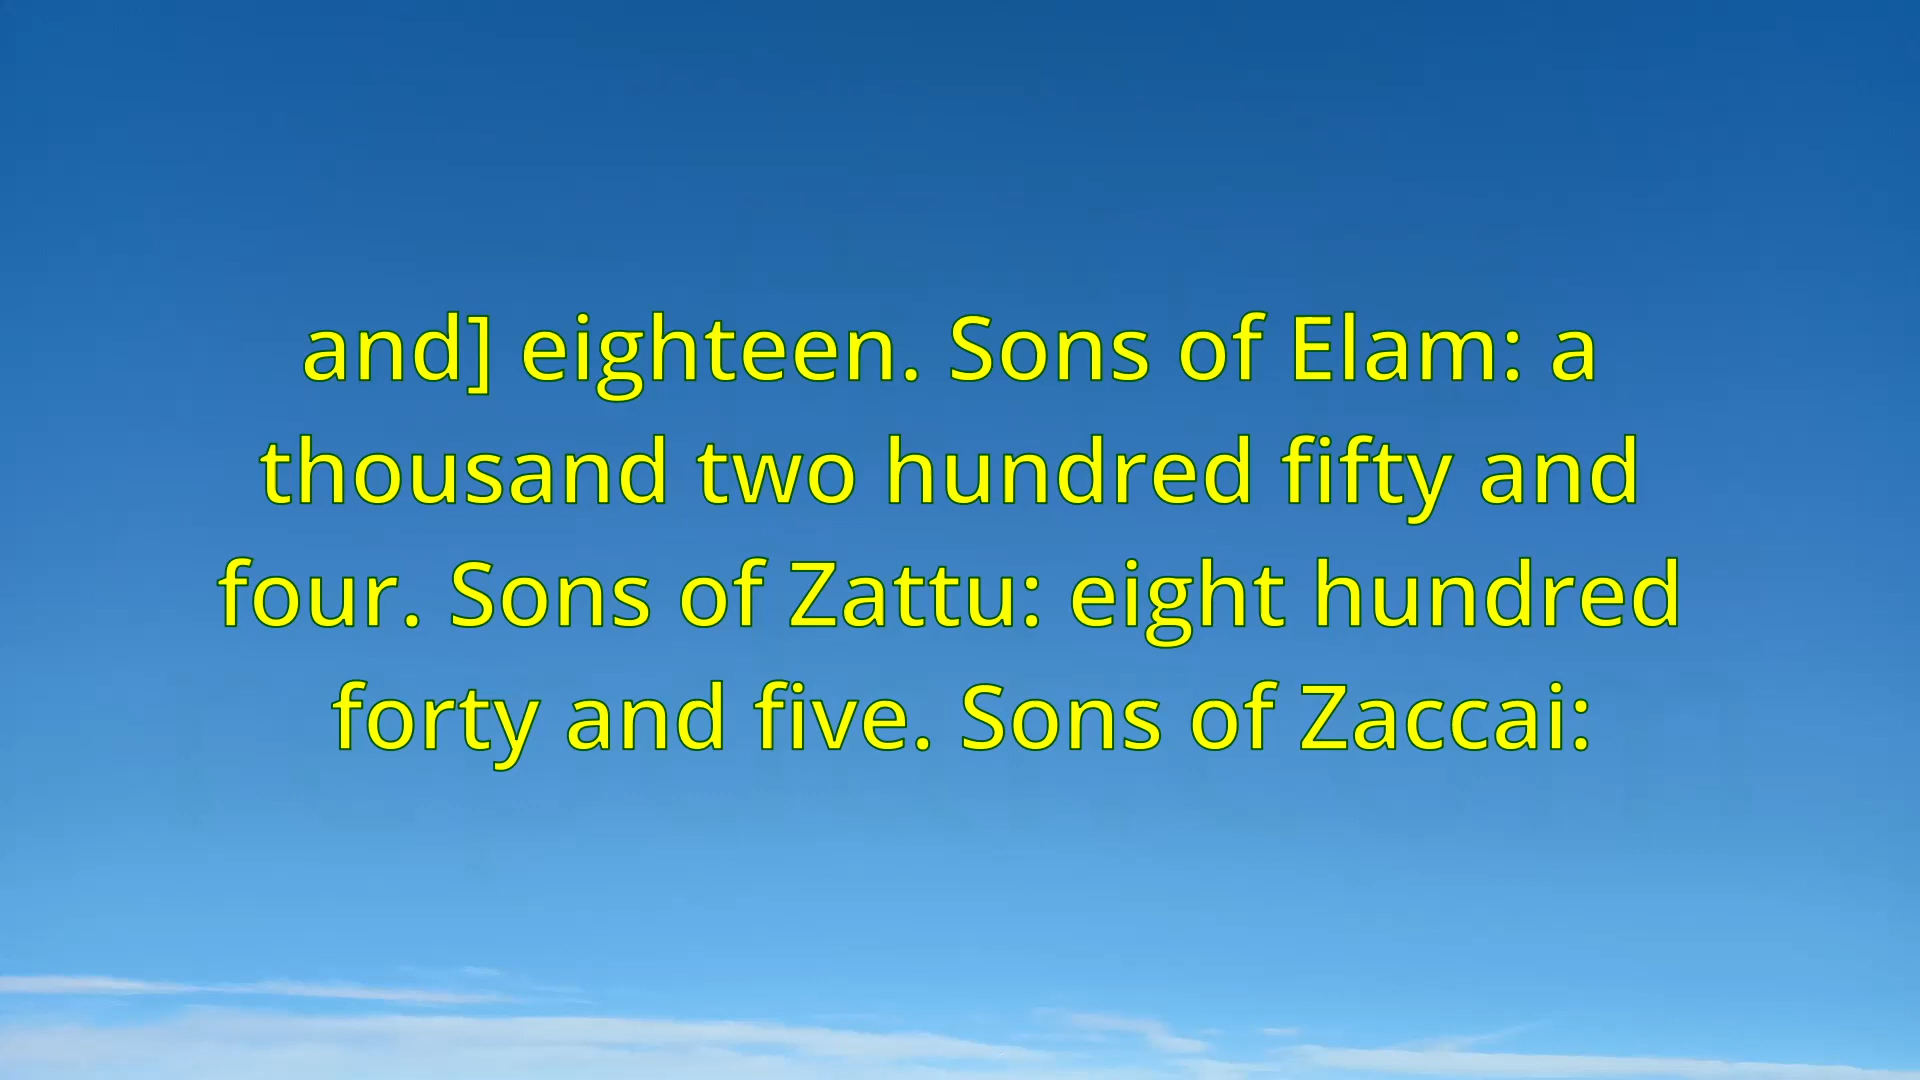 and] eighteen. Sons of Elam: a
thousand two hundred fifty and
four. Sons of Zattu: eight hundred
forty and five. Sons of Zaccai: